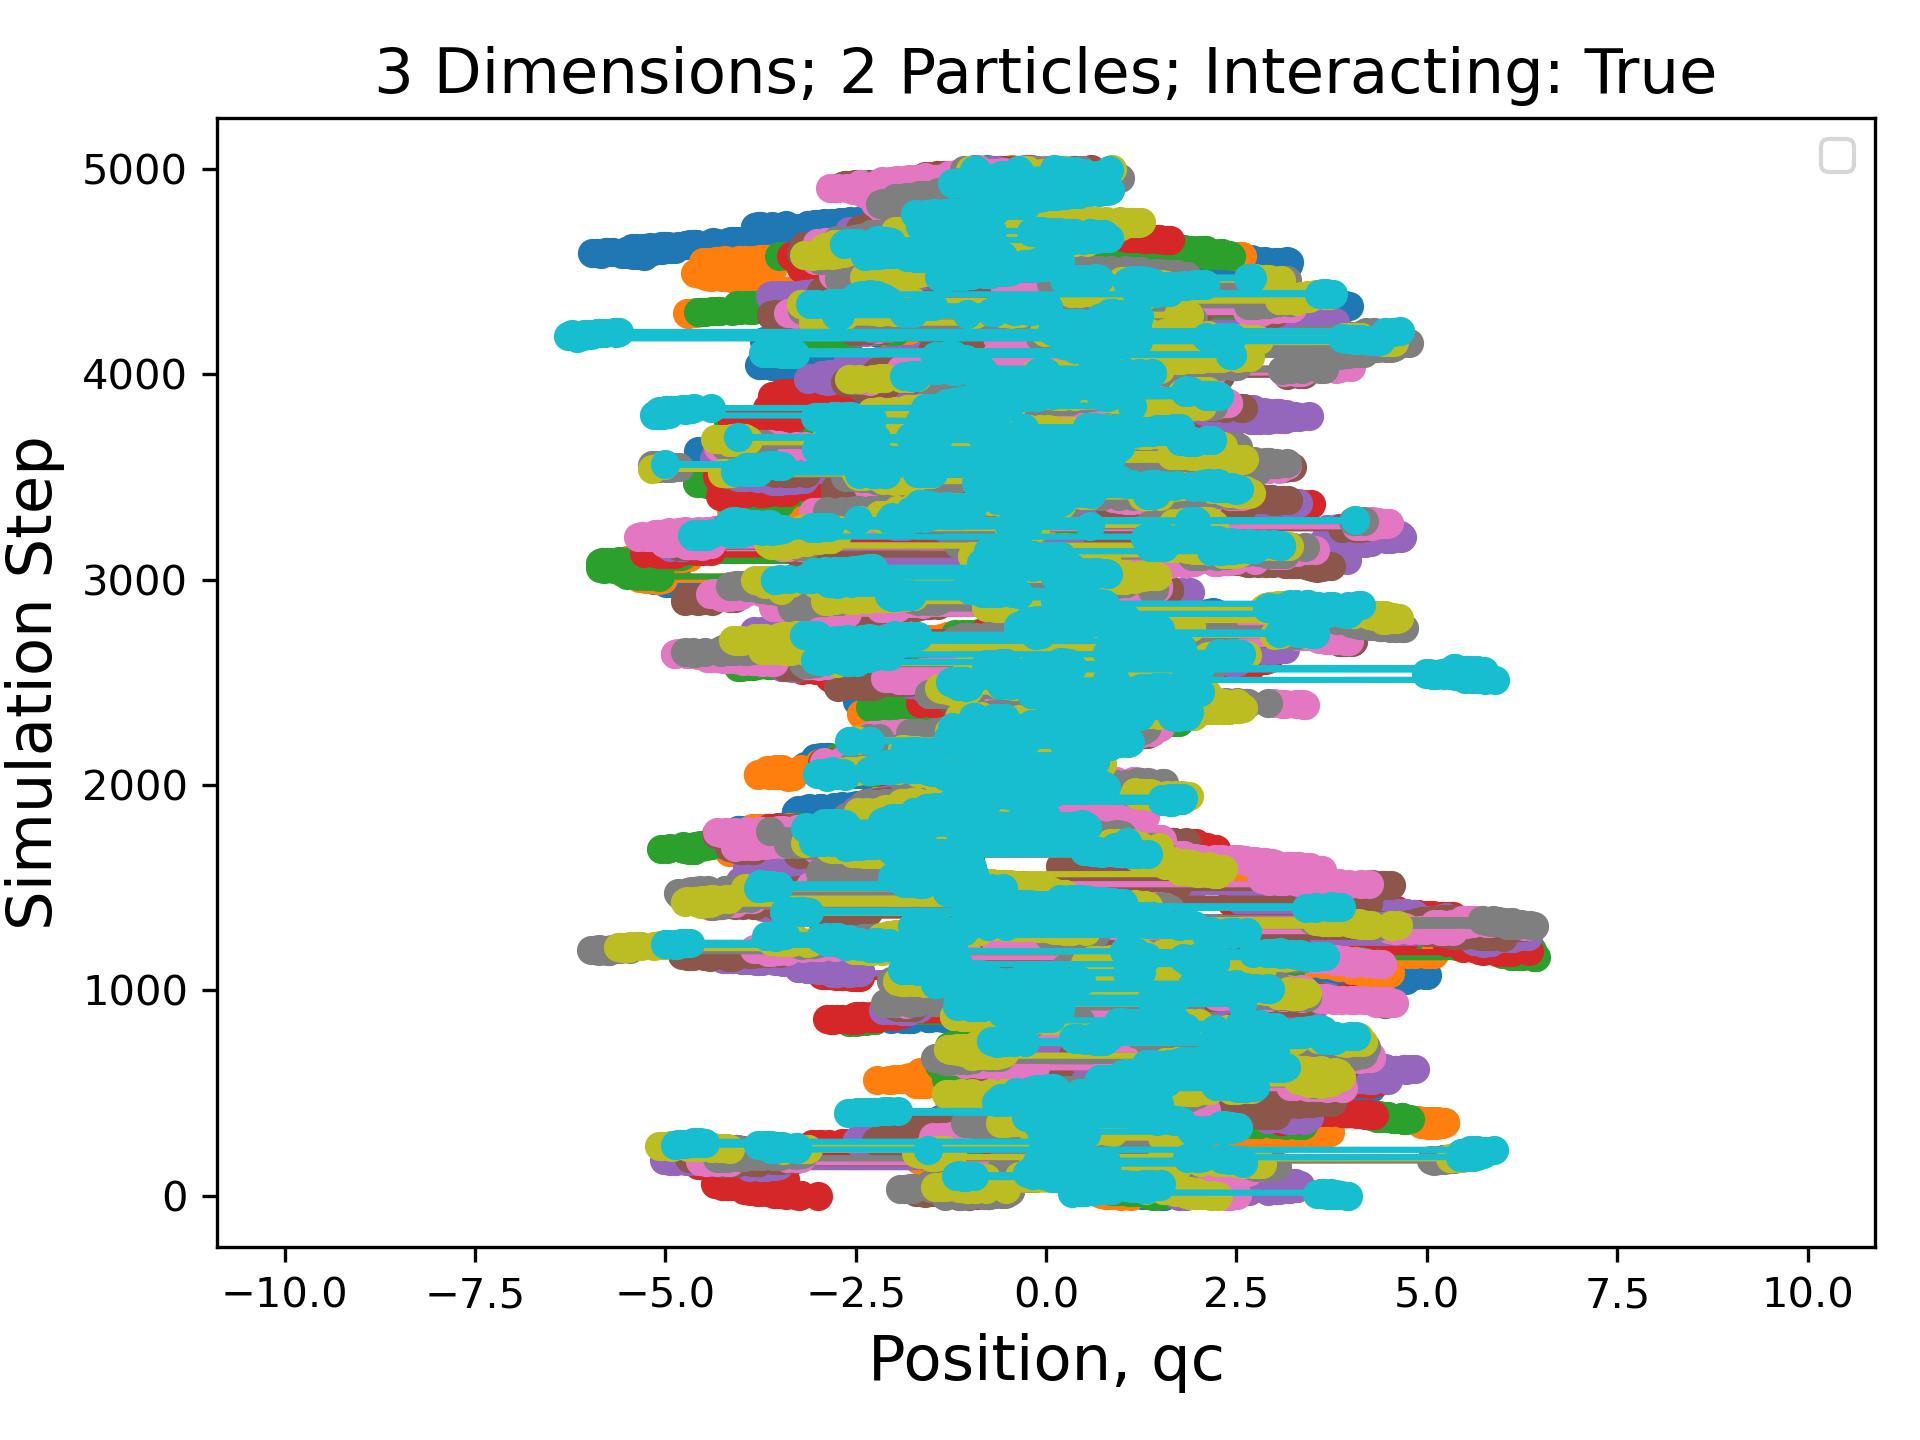 3 Dimensions; 2 Particles; Interacting: True
5000
4000
3000
2000
1000
0
Simulation Step
−10.0 −7.5 −5.0 −2.5 0.0 2.5 5.0 7.5 10.0
Position, qc